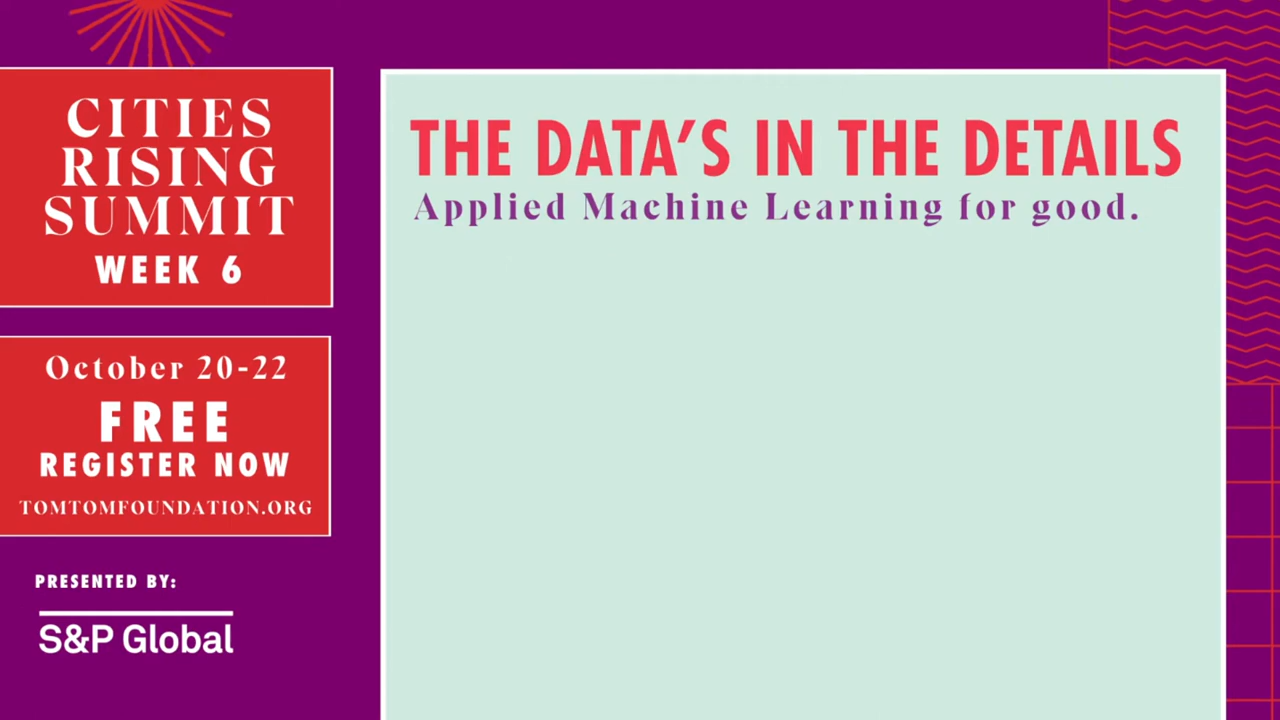 CITIES
RISING
SUMMIT
WEEK 6
October 20-22
FREE
REGISTER NOW
TOMTOMFOUNDATION.ORG
PRESENTED BY:
S&P Global
THE DATA’S IN THE DETAILS
Applied Machine Learning for good.